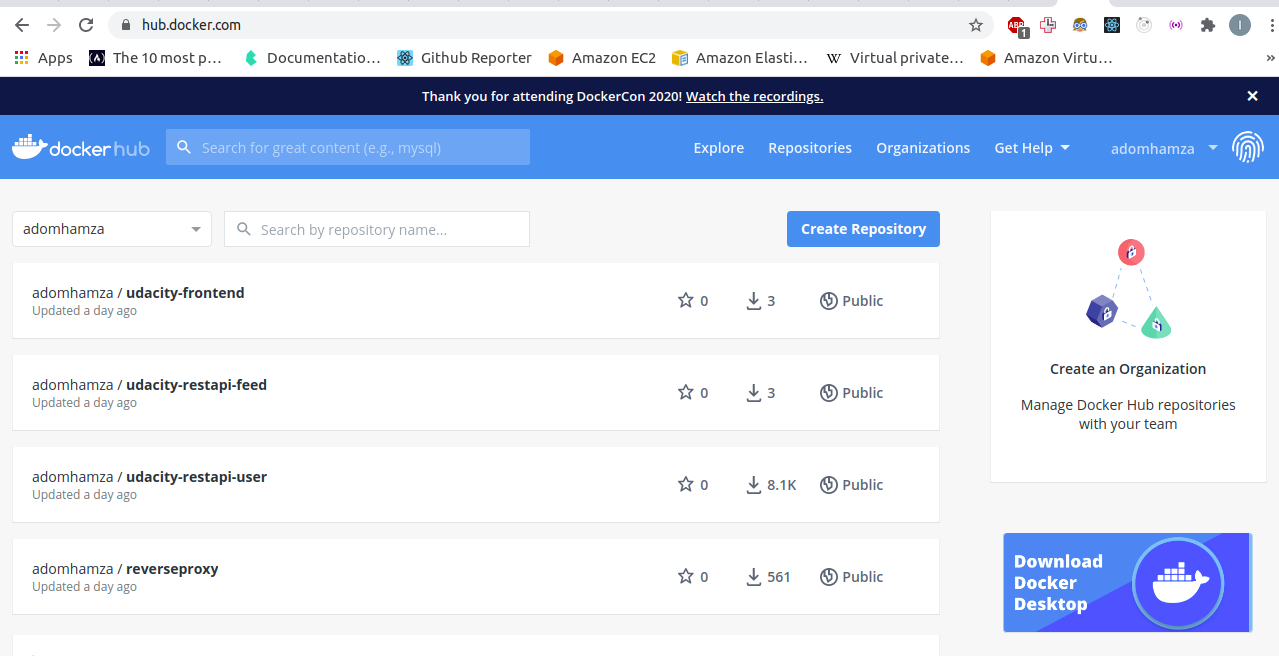 hub.docker.com
ABP
1
I
Apps
The 10 most p…
Documentatio…
Github Reporter
Amazon EC2
Amazon Elasti…
W Virtual private…
Amazon Virtu…
»
Thank you for attending DockerCon 2020! Watch the recordings.
docker hub
Search for great content (e.g., mysql)
Explore
Repositories
Organizations
Get Help
adomhamza
adomhamza
Search by repository name...
Create Repository
adomhamza / udacity-frontend
Updated a day ago
0
3
Public
adomhamza / udacity-restapi-feed
Updated a day ago
0
3
Public
adomhamza / udacity-restapi-user
Updated a day ago
0
8.1K
Public
adomhamza / reverseproxy
Updated a day ago
0
561
Public
Create an Organization
Manage Docker Hub repositories
with your team
Download
Docker
Desktop